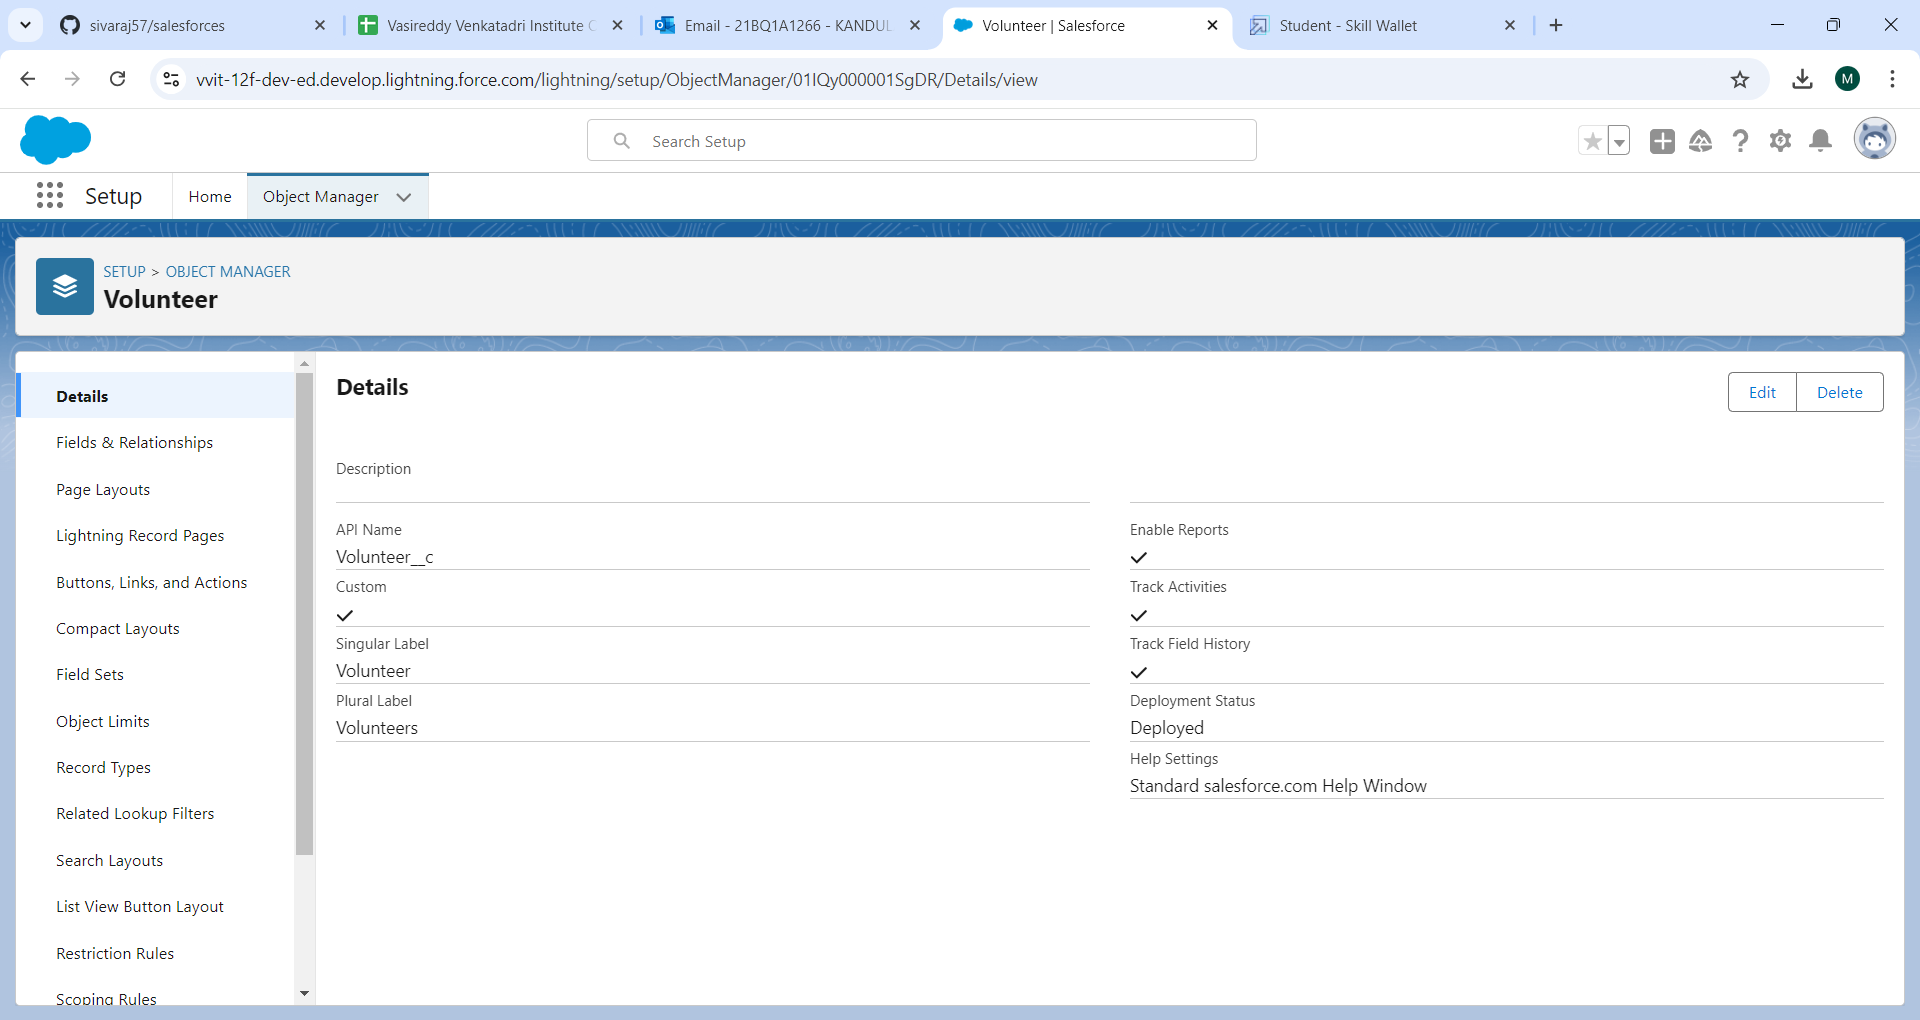 sivaraj57/salesforces
Vasireddy Venkatadri Institute
Email - 21BQ1A1266 - KANDUL
Volunteer | Salesforce
Student - Skill Wallet
vvit-12f-dev-ed.develop.lightning.force.com/lightning/setup/ObjectManager/01IQy000001SgDR/Details/view
M
Search Setup
Setup
Home
Object Manager
SETUP > OBJECT MANAGER
Volunteer
Details
Fields & Relationships
Page Layouts
Lightning Record Pages
Buttons, Links, and Actions
Compact Layouts
Field Sets
Object Limits
Record Types
Related Lookup Filters
Search Layouts
List View Button Layout
Restriction Rules
Scoping Rules
Details
Edit
Delete
Description
API Name
Volunteer__c
Custom
Singular Label
Volunteer
Plural Label
Volunteers
Enable Reports
Track Activities
Track Field History
Deployment Status
Deployed
Help Settings
Standard salesforce.com Help Window